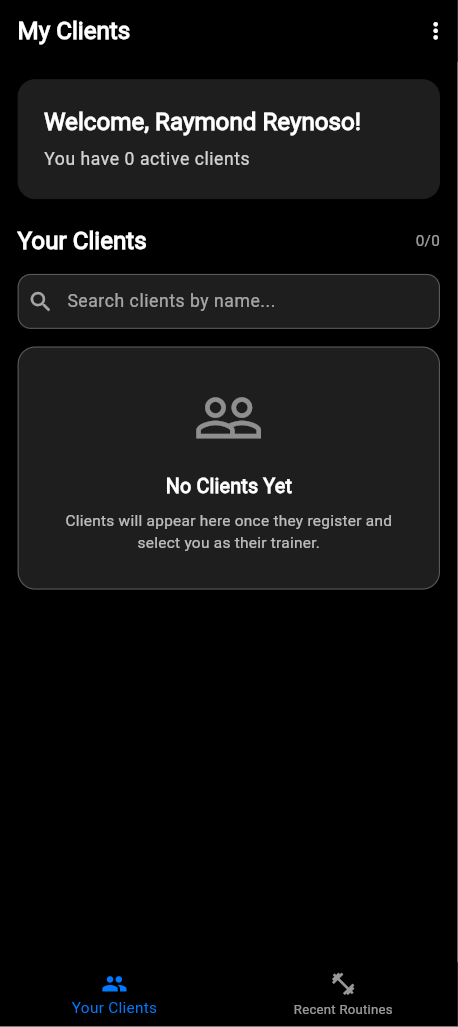 My Clients
Welcome, Raymond Reynoso!
You have 0 active clients
Your Clients
0/0
Search clients by name...
No Clients Yet
Clients will appear here once they register and
select you as their trainer.
Your Clients
Recent Routines